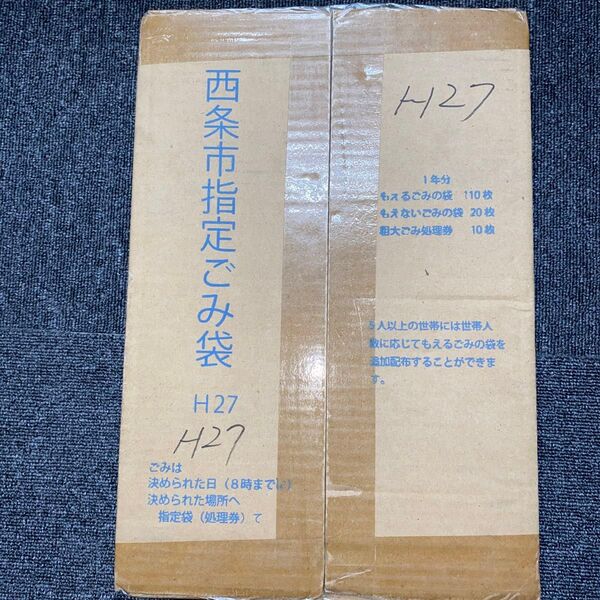 西条市指定ごみ袋
H27
H27
ごみは
決められた日（8時までに）
決められた場所へ
指定袋（処理券）で
H27
1年分
もえるごみの袋 110枚
もえないごみの袋 20枚
粗大ごみ処理券 10枚
5人以上の世帯には世帯人
数に応じてもえるごみの袋を
追加配布することができま
す。